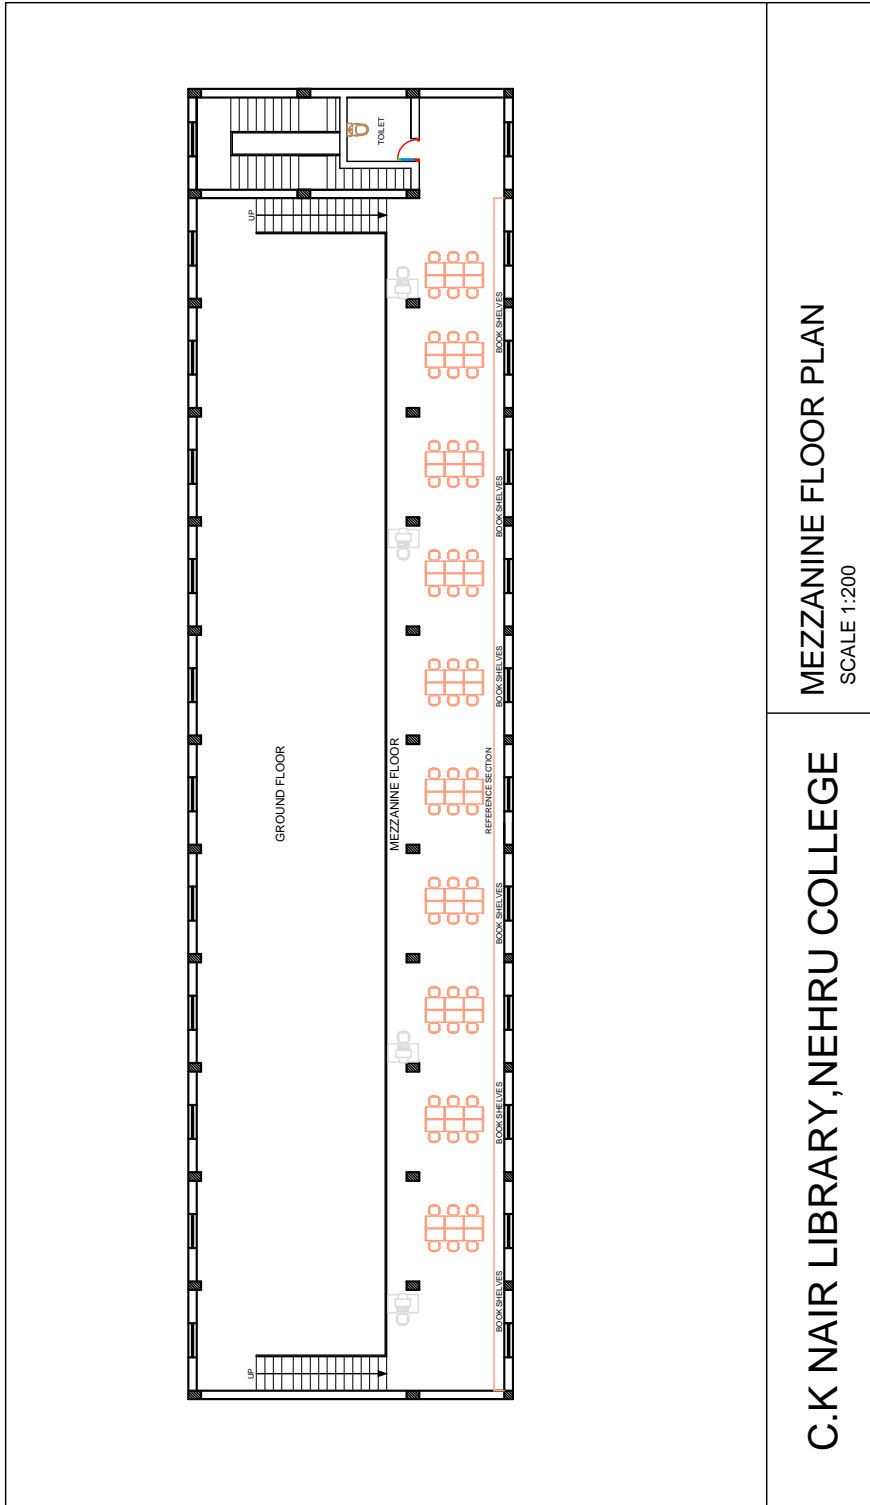 TOILET
UP
BOOK SHELVES
BOOK SHELVES
BOOK SHELVES
GROUND FLOOR
MEZZANINE FLOOR
REFERENCE SECTION
BOOK SHELVES
BOOK SHELVES
BOOK SHELVES
UP
MEZZANINE FLOOR PLAN
SCALE 1:200
C.K NAIR LIBRARY,NEHRU COLLEGE